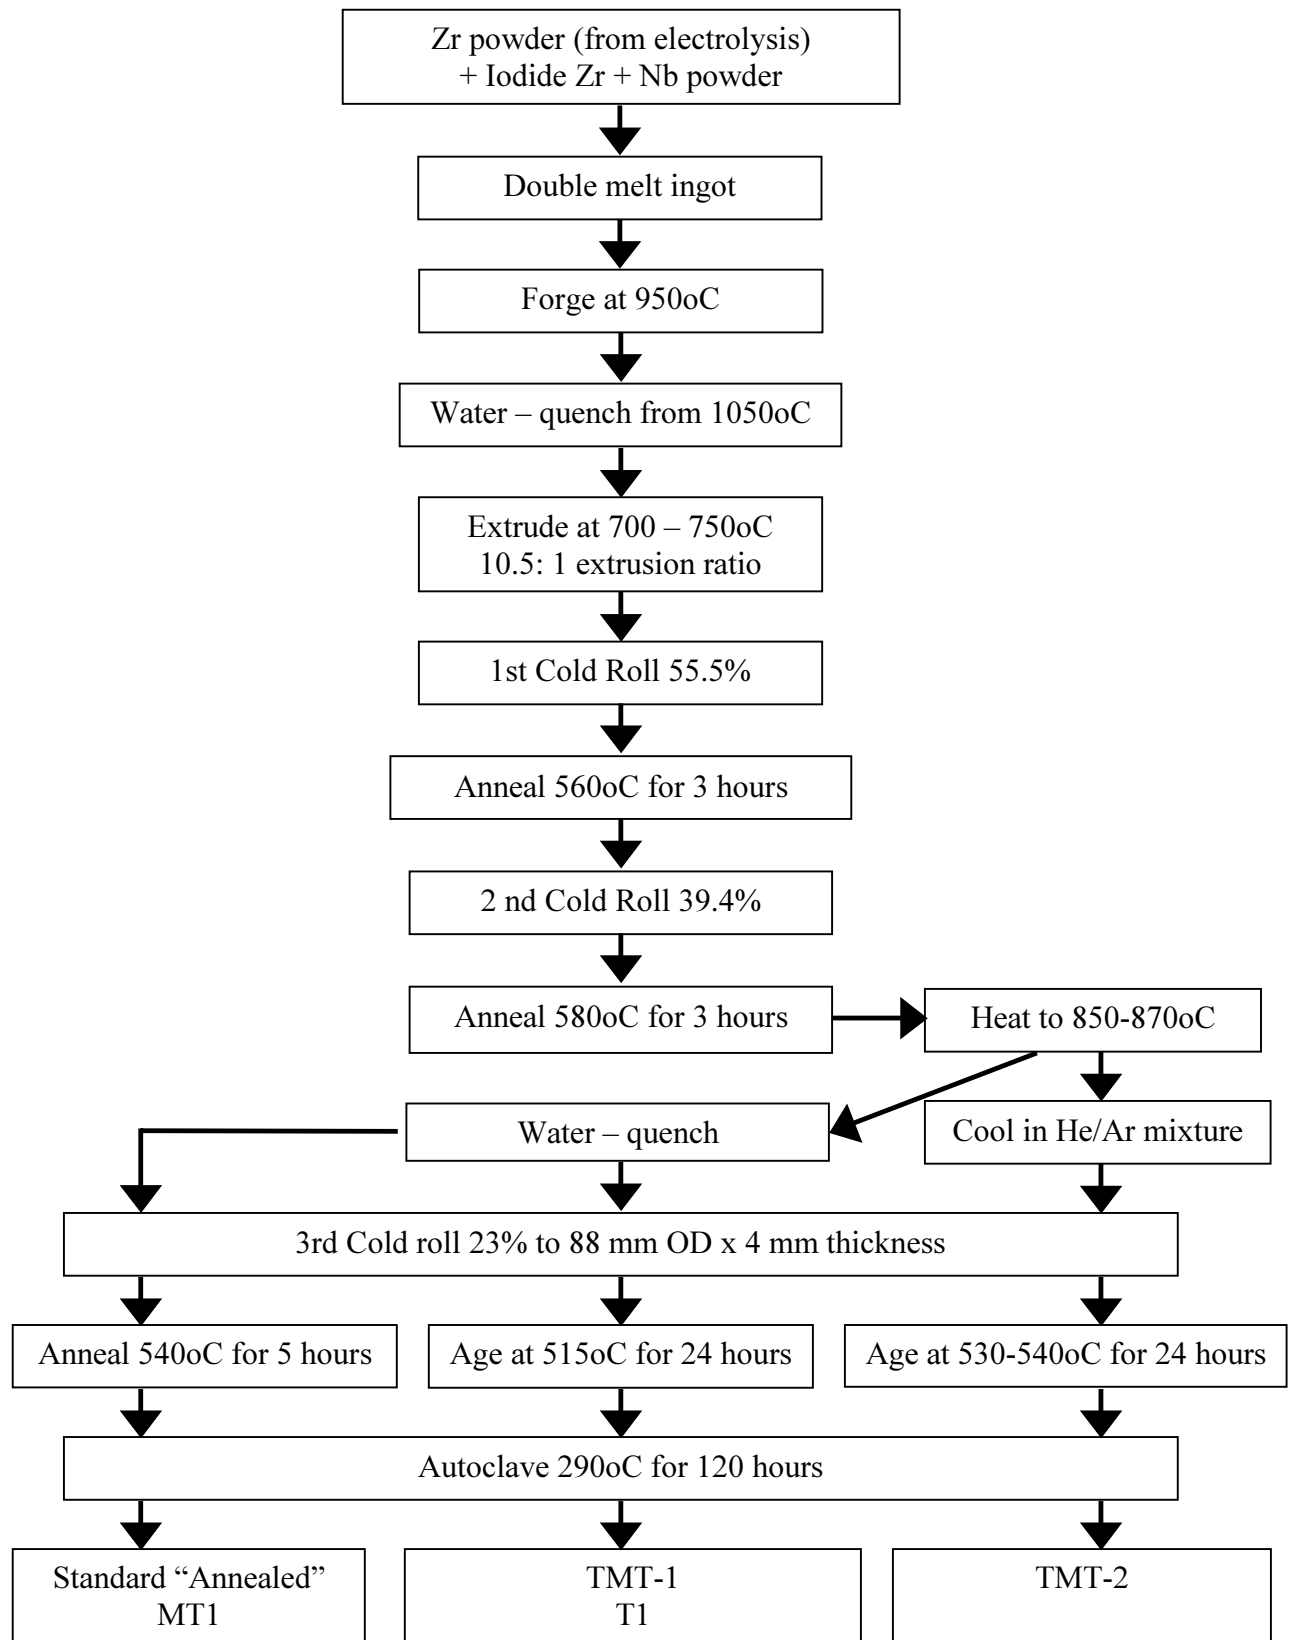 Zr powder (from electrolysis)
+ Iodide Zr + Nb powder
Double melt ingot
Forge at 950oC
Water – quench from 1050oC
Extrude at 700 – 750oC
10.5: 1 extrusion ratio
1st Cold Roll 55.5%
Anneal 560oC for 3 hours
2 nd Cold Roll 39.4%
Anneal 580oC for 3 hours
Heat to 850-870oC
Water – quench
Cool in He/Ar mixture
3rd Cold roll 23% to 88 mm OD x 4 mm thickness
Anneal 540oC for 5 hours
Age at 515oC for 24 hours
Age at 530-540oC for 24 hours
Autoclave 290oC for 120 hours
Standard “Annealed”
MT1
TMT-1
T1
TMT-2